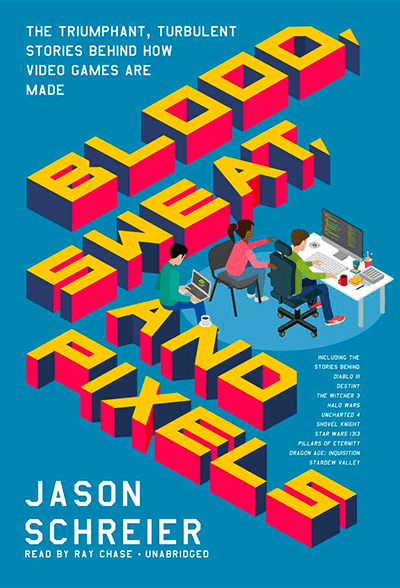 THE TRIUMPHANT, TURBULENT
STORIES BEHIND HOW
VIDEO GAMES ARE
MADE
BLOOD,
SWEAT,
AND
PIXELS
INCLUDING THE
STORIES BEHIND
DIABLO III
DESTINY
THE WITCHER 3
HALO WARS
UNCHARTED 4
SHOVEL KNIGHT
STAR WARS 1313
PILLARS OF ETERNITY
DRAGON AGE: INQUISITION
STARDEW VALLEY
JASON
SCHREIER
READ BY RAY CHASE • UNABRIDGED